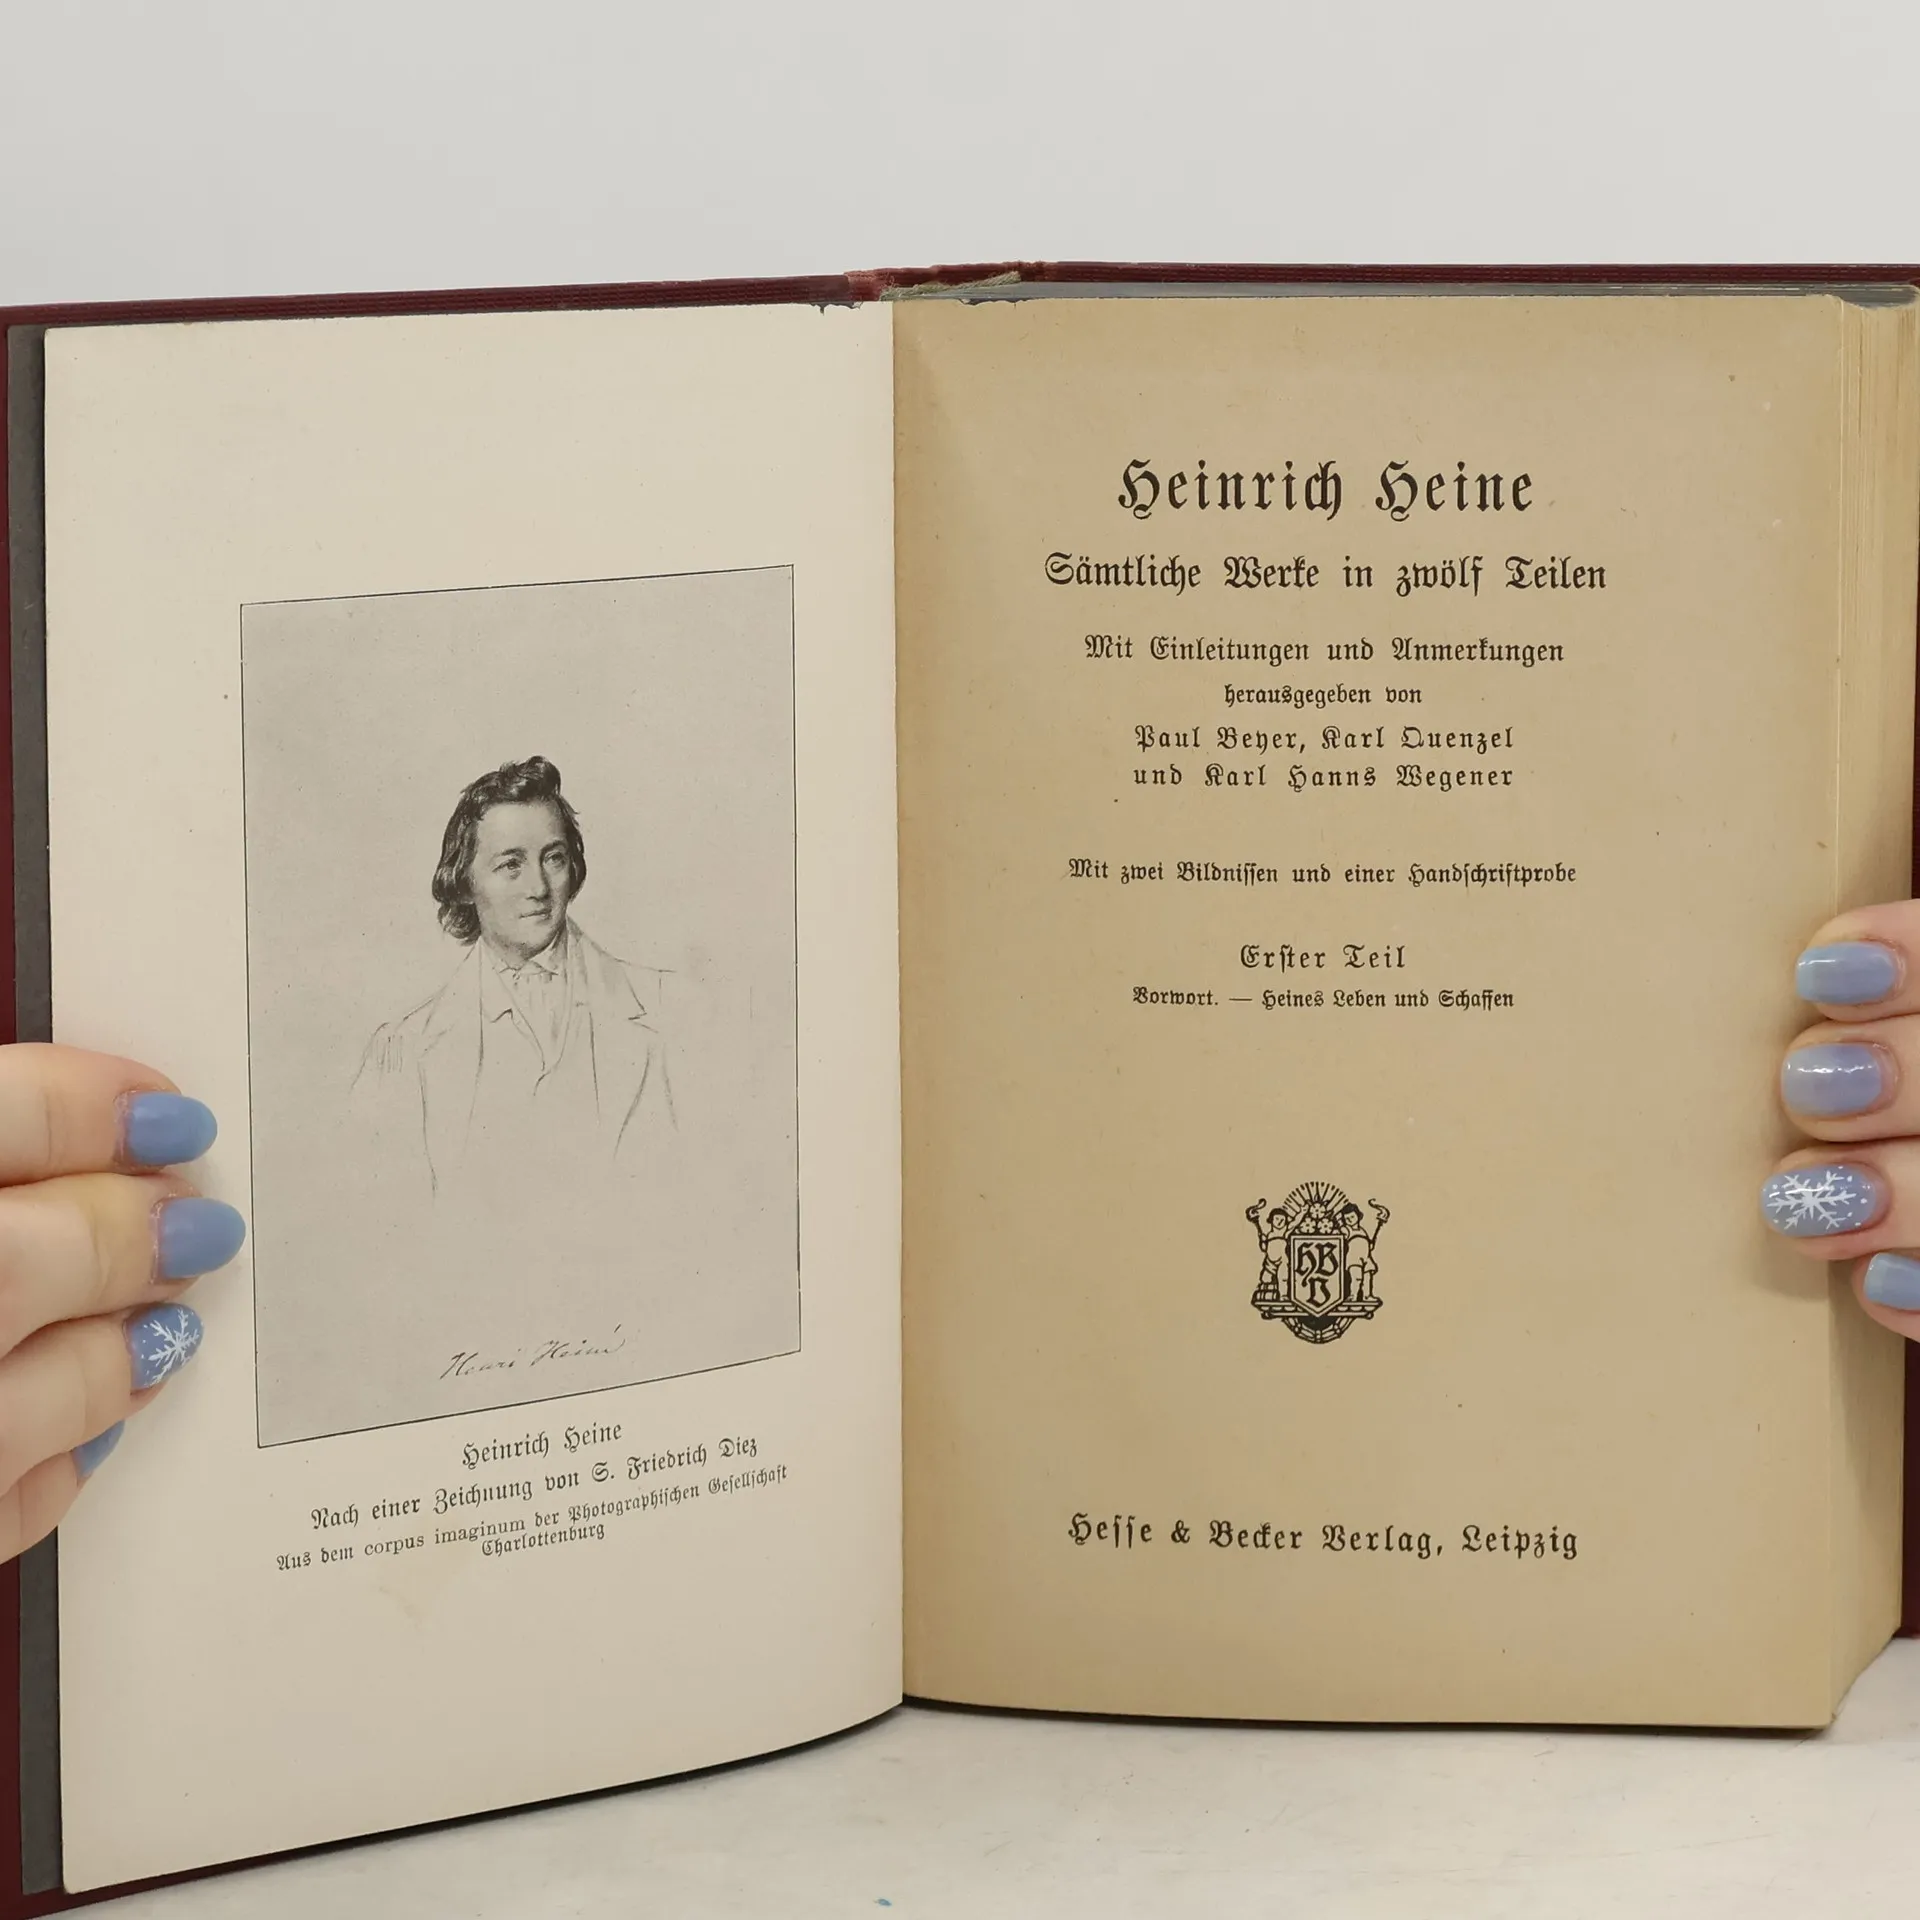 Henri Heine
Heinrich Heine
Nach einer Zeichnung von S. Friedrich Diez
Aus dem corpus imaginum der Photographischen Gesellschaft
Charlottenburg
Heinrich Heine
Sämtliche Werke in zwölf Teilen
Mit Einleitungen und Anmerkungen
herausgegeben von
Paul Beyer, Karl Quenzel
und Karl Hanns Wegener
Mit zwei Bildnissen und einer Handschriftprobe
Erster Teil
Vorwort. — Heines Leben und Schaffen
HB
V
Hesse & Becker Verlag, Leipzig